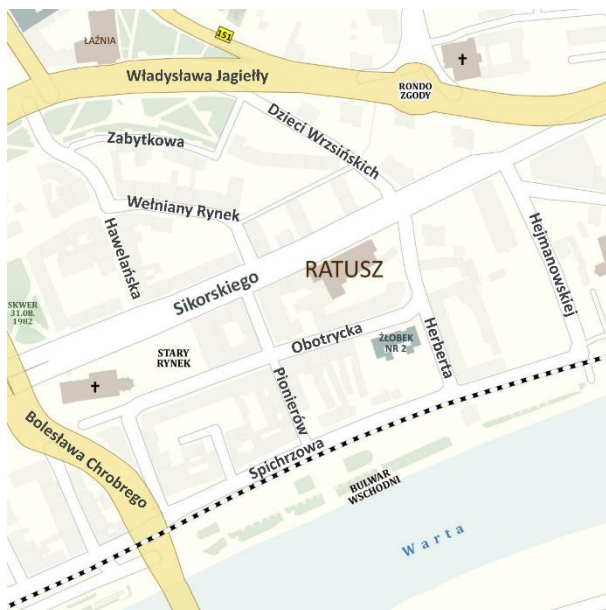 ŁAŹNIA
151
Władysława Jagiełły
RONDO
ZGODY
Dzieci Wrzsińskich
Zabytkowa
Wełniany Rynek
Hawelańska
Hejmanowskiej
RATUSZ
Sikorskiego
SKWER
31.08.
1982
STARY
RYNEK
Obotrycka
ŻŁOBEK
NR 2
Herberta
Pionierów
Bolesława Chrobrego
Spichrzowa
BULWAR
WSCHODNI
Warta